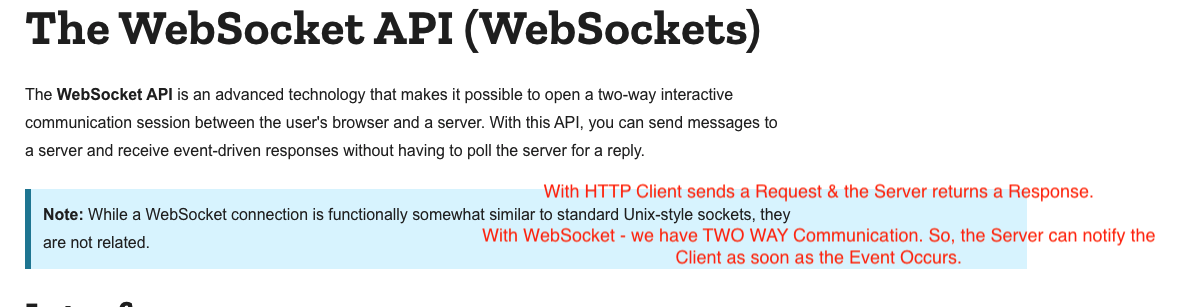 The WebSocket API (WebSockets)
The WebSocket API is an advanced technology that makes it possible to open a two-way interactive
communication session between the user's browser and a server. With this API, you can send messages to
a server and receive event-driven responses without having to poll the server for a reply.
With HTTP Client sends a Request & the Server returns a Response.
Note: While a WebSocket connection is functionally somewhat similar to standard Unix-style sockets, they
are not related.
With WebSocket - we have TWO WAY Communication. So, the Server can notify the
Client as soon as the Event Occurs.